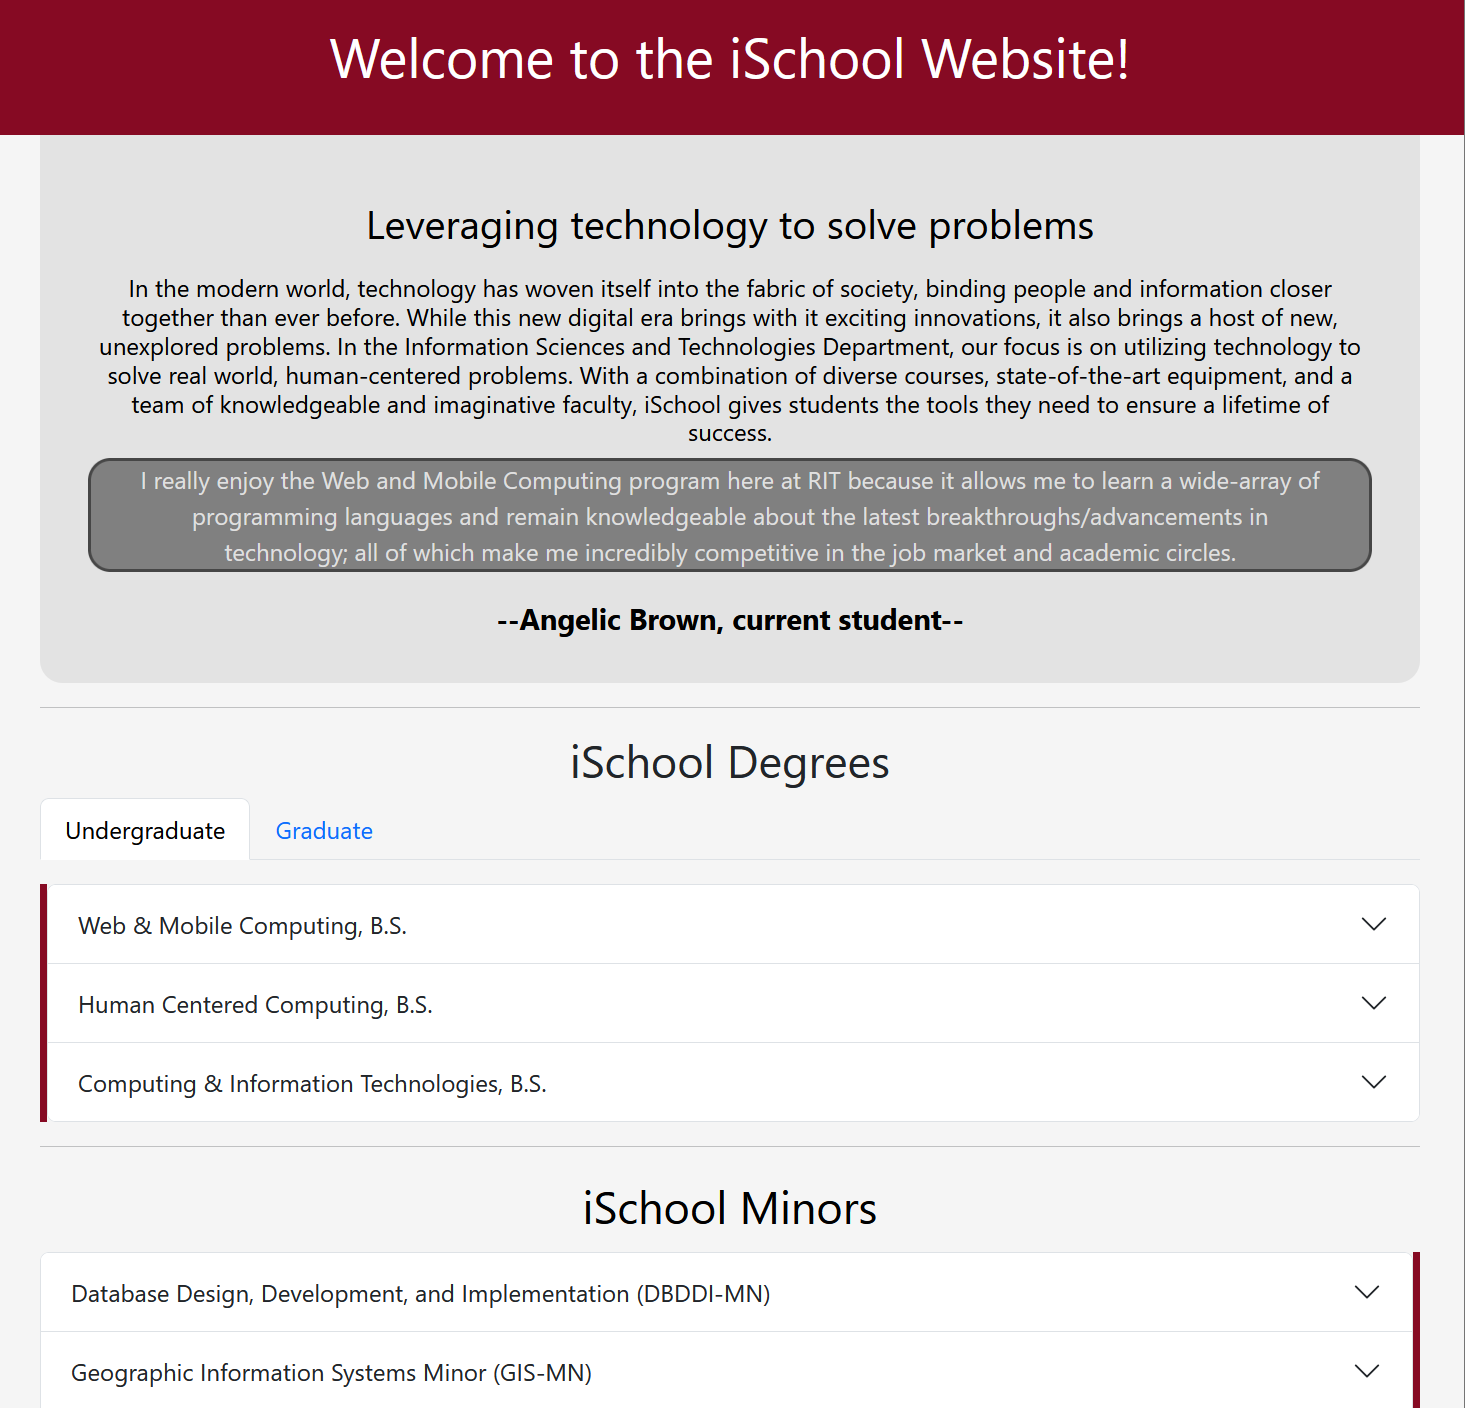 Welcome to the iSchool Website!
Leveraging technology to solve problems
In the modern world, technology has woven itself into the fabric of society, binding people and information closer
together than ever before. While this new digital era brings with it exciting innovations, it also brings a host of new,
unexplored problems. In the Information Sciences and Technologies Department, our focus is on utilizing technology to
solve real world, human-centered problems. With a combination of diverse courses, state-of-the-art equipment, and a
team of knowledgeable and imaginative faculty, iSchool gives students the tools they need to ensure a lifetime of
success.
I really enjoy the Web and Mobile Computing program here at RIT because it allows me to learn a wide-array of
programming languages and remain knowledgeable about the latest breakthroughs/advancements in
technology; all of which make me incredibly competitive in the job market and academic circles.
--Angelic Brown, current student--
iSchool Degrees
Undergraduate Graduate
Web & Mobile Computing, B.S.
Human Centered Computing, B.S.
Computing & Information Technologies, B.S.
iSchool Minors
Database Design, Development, and Implementation (DBDDI-MN)
Geographic Information Systems Minor (GIS-MN)